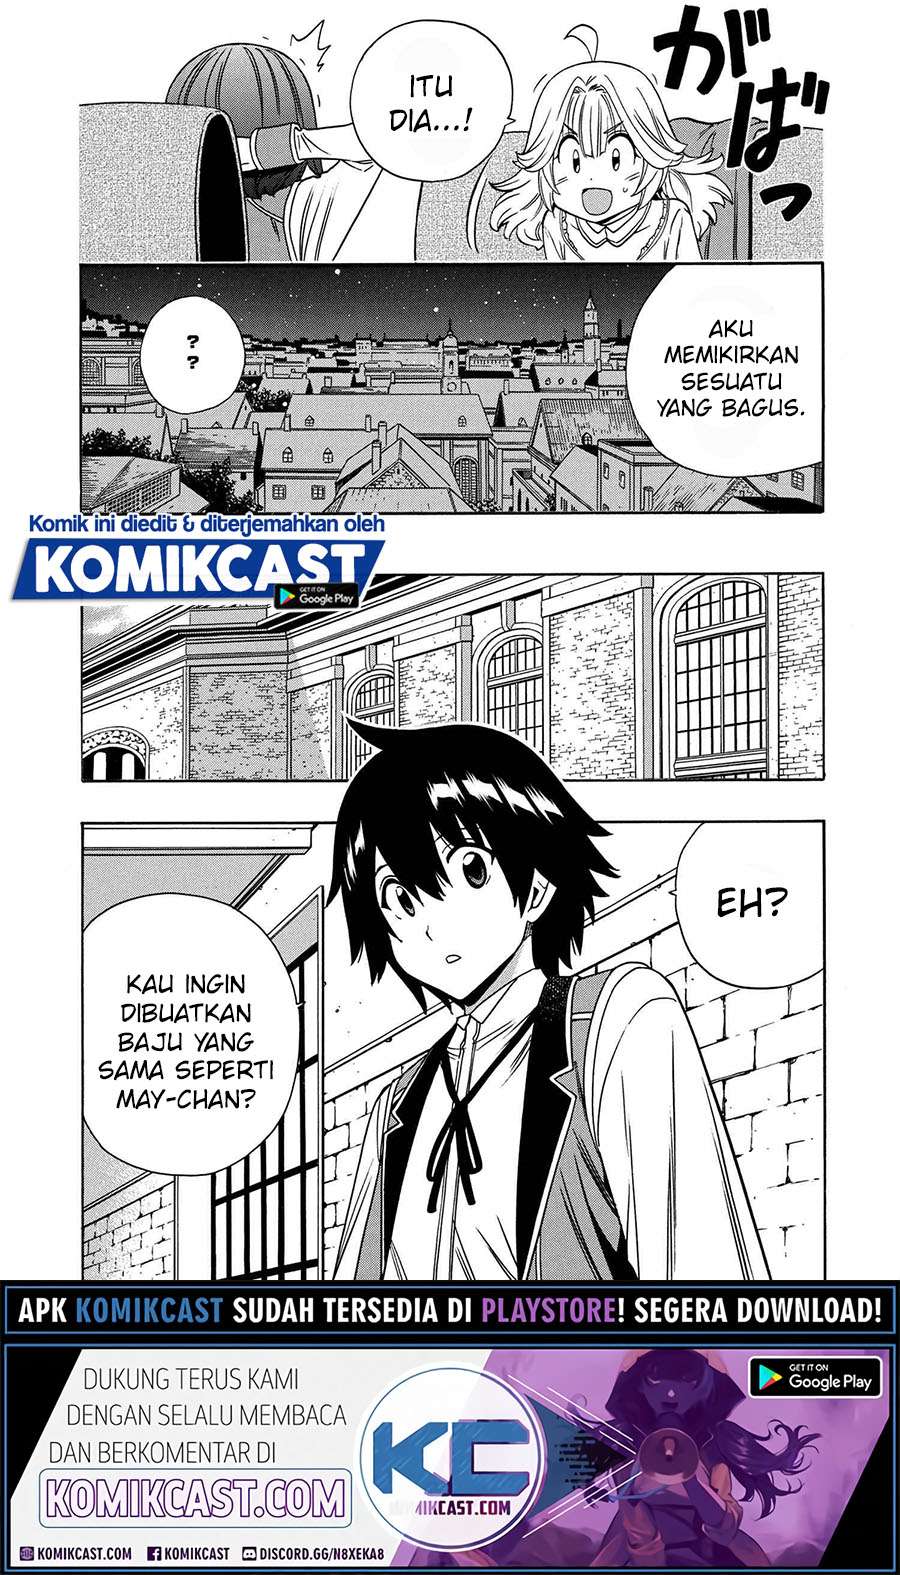 がばっ
ITU
DIA...!
AKU
MEMIKIRKAN
SESUATU
YANG BAGUS.
?
?
Komik ini diedit & diterjemahkan oleh
KOMIKCAST
GET IT ON
Google Play
EH?
KAU INGIN
DIBUATKAN
BAJU YANG
SAMA SEPERTI
MAY-CHAN?
APK KOMIKCAST SUDAH TERSEDIA DI PLAYSTORE! SEGERA DOWNLOAD!
DUKUNG TERUS KAMI
DENGAN SELALU MEMBACA
DAN BERKOMENTAR DI
KOMIKCAST.COM
KC
GET IT ON
Google Play
KOMIKCAST.COM
KOMIKCAST
DISCORD.GG/N8XEKA8